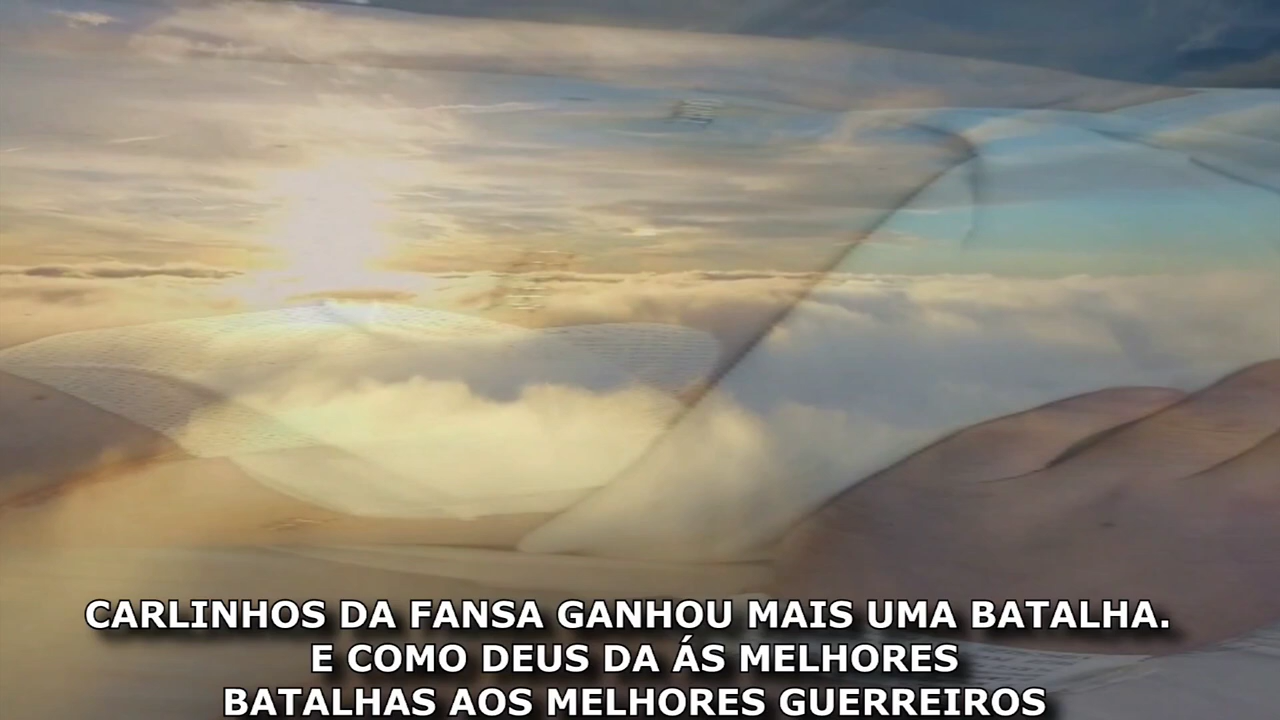 CARLINHOS DA FANSA GANHOU MAIS UMA BATALHA.
E COMO DEUS DA ÁS MELHORES
BATALHAS AOS MELHORES GUERREIROS